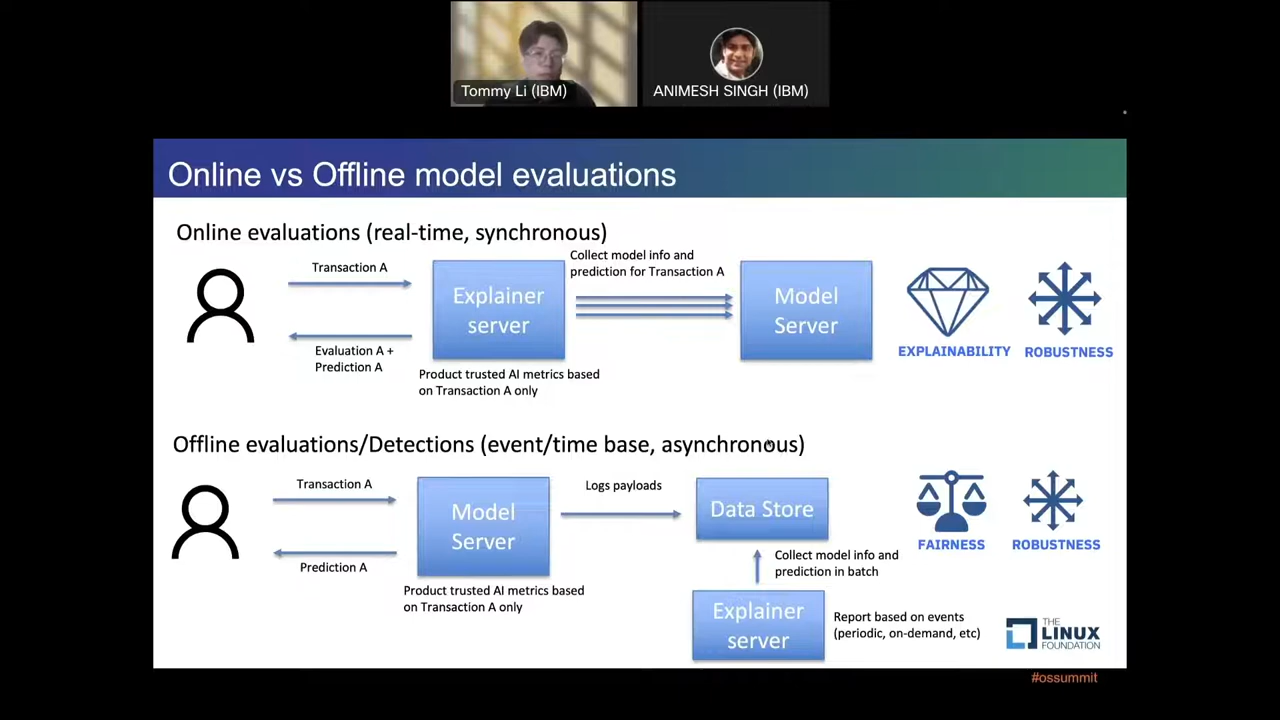 Tommy Li (IBM)
ANIMESH SINGH (IBM)
Online vs Offline model evaluations
Online evaluations (real-time, synchronous)
Transaction A
Evaluation A +
Prediction A
Explainer
server
Product trusted AI metrics based
on Transaction A only
Collect model info and
prediction for Transaction A
Model
Server
EXPLAINABILITY
ROBUSTNESS
Offline evaluations/Detections (event/time base, asynchronous)
Transaction A
Prediction A
Model
Server
Product trusted AI metrics based
on Transaction A only
Logs payloads
Data Store
Collect model info and
prediction in batch
Explainer
server
Report based on events
(periodic, on-demand, etc)
FAIRNESS
ROBUSTNESS
THE
LINUX
FOUNDATION
#ossummit